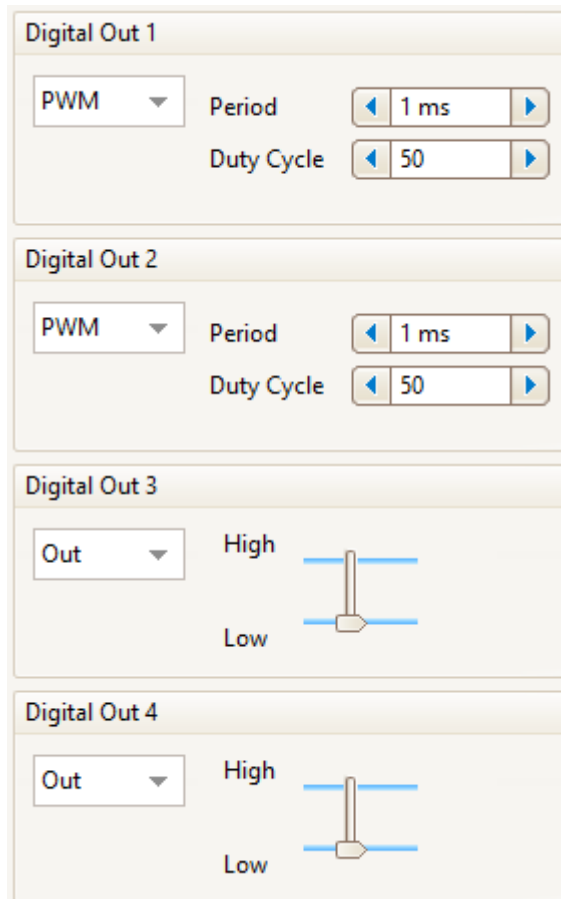 Digital Out 1
PWM Period 1 ms
Duty Cycle 50
Digital Out 2
PWM Period 1 ms
Duty Cycle 50
Digital Out 3
Out High
Low
Digital Out 4
Out High
Low